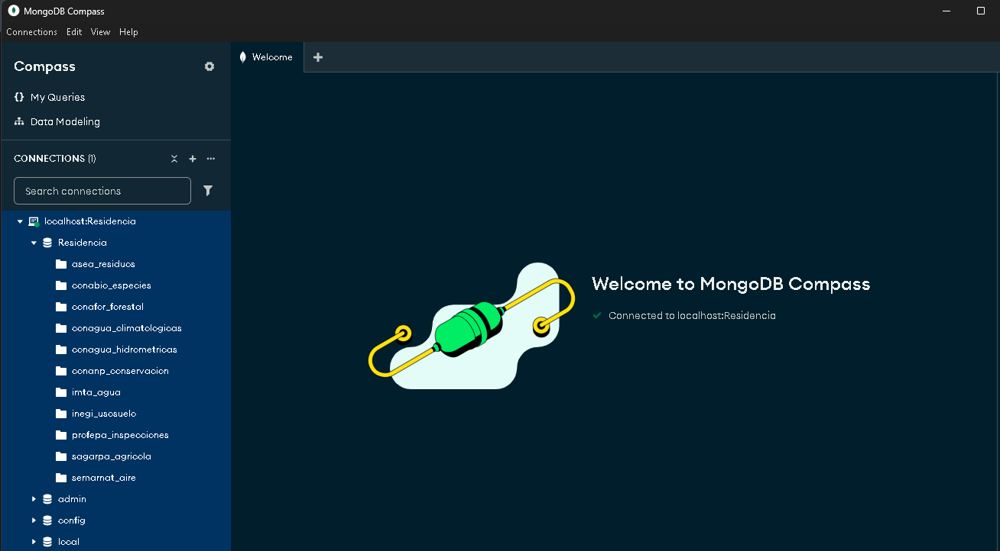 MongoDB Compass
Connections Edit View Help
Compass
Welcome
My Queries
Data Modeling
CONNECTIONS (1)
Search connections
localhost:Residencia
Residencia
asea_residuos
conabio_especies
conafor_forestal
conagua_climatologicas
conagua_hidrometricas
conanp_conservacion
imta_agua
inegi_usosuelo
profepa_inspecciones
sagarpa_agricola
semarnat_aire
admin
config
local
Welcome to MongoDB Compass
Connected to localhost:Residencia